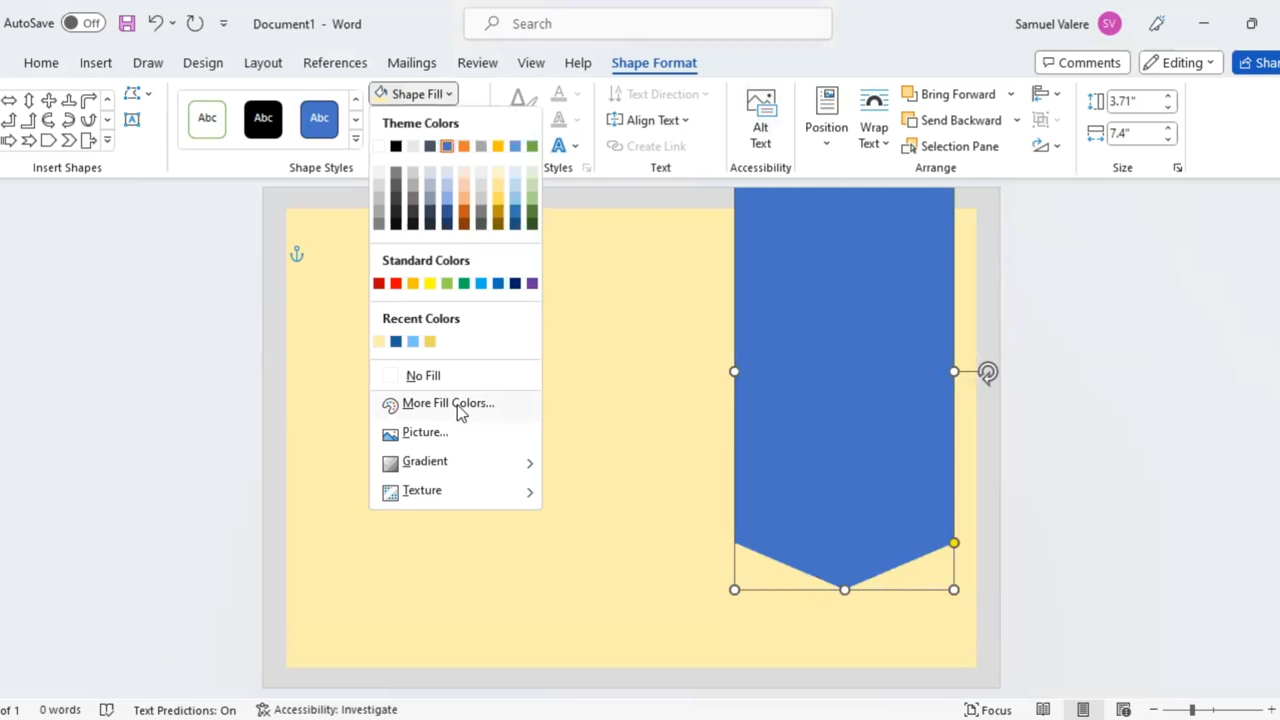 AutoSave Off Document1 - Word Search Samuel Valere SV
Home Insert Draw Design Layout References Mailings Review View Help Shape Format Comments Editing Shar
Abc Abc Abc
Insert Shapes Shape Styles
Shape Fill
Theme Colors
Standard Colors
Recent Colors
No Fill
More Fill Colors...
Picture...
Gradient
Texture
Styles
Text Direction
Align Text
Create Link
Text
Alt
Text
Accessibility
Position
Wrap
Text
Bring Forward
Send Backward
Selection Pane
Arrange
3.71"
7.4"
Size
of 1 0 words Text Predictions: On Accessibility: Investigate Focus